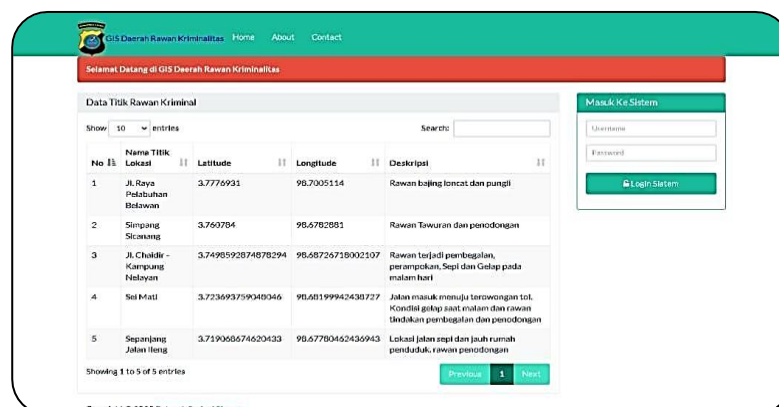 GIS Daerah Rawan Kriminalitas Home About Contact
Selamat Datang di GIS Daerah Rawan Kriminalitas
Data Titik Rawan Kriminal
Show 10 entries Search:
No Nama Titik Lokasi Latitude Longitude Deskripsi
1 Jl. Raya Pelabuhan Belawan 3.7776931 98.7005114 Rawan bajing loncat dan pungli
2 Simpang Sicanang 3.760784 98.6782881 Rawan Tawuran dan penodongan
3 Jl. Chaidir - Kampung Nelayan 3.7498592874878294 98.68726718002107 Rawan terjadi pembegalan, perampokan, Sepi dan Gelap pada malam hari
4 Sei Mati 3.723693759048046 98.68199942438727 Jalan masuk menuju terowongan tol. Kondisi gelap saat malam dan rawan tindakan pembegalan dan penodongan
5 Sepanjang Jalan Ileng 3.719068674620433 98.67780462436943 Lokasi jalan sepi dan jauh rumah penduduk. rawan penodongan
Showing 1 to 5 of 5 entries
Previous 1 Next
Masuk Ke Sistem
Username
Password
Login Sistem